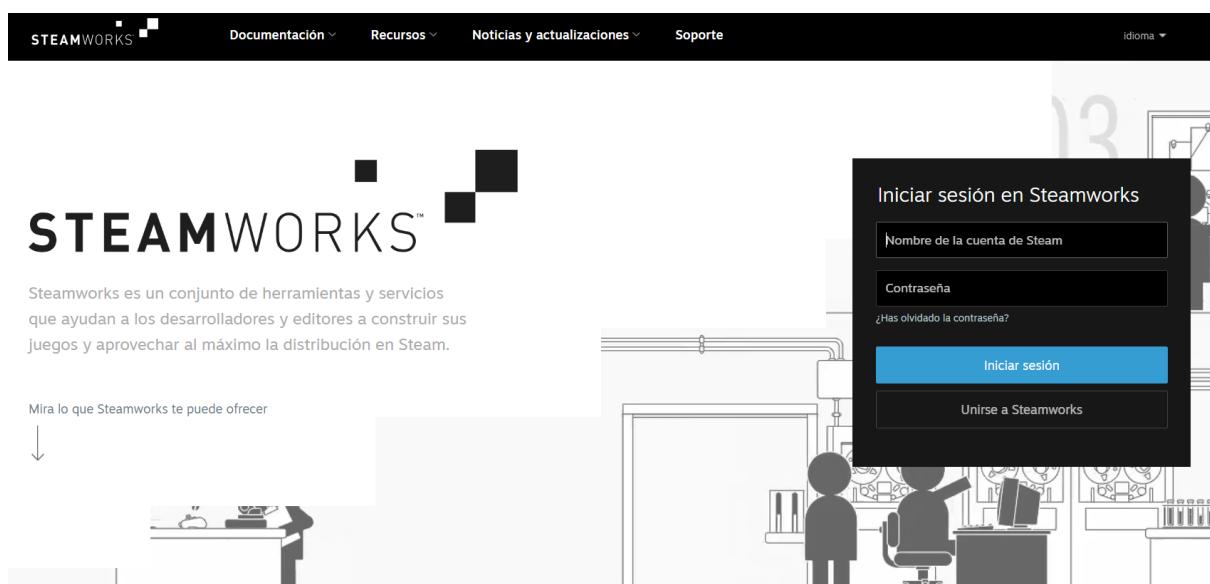 STEAMWORKS
Documentación
Recursos
Noticias y actualizaciones
Soporte
idioma
03
STEAMWORKS™
Steamworks es un conjunto de herramientas y servicios
que ayudan a los desarrolladores y editores a construir sus
juegos y aprovechar al máximo la distribución en Steam.
Mira lo que Steamworks te puede ofrecer
Iniciar sesión en Steamworks
Nombre de la cuenta de Steam
Contraseña
¿Has olvidado la contraseña?
Iniciar sesión
Unirse a Steamworks